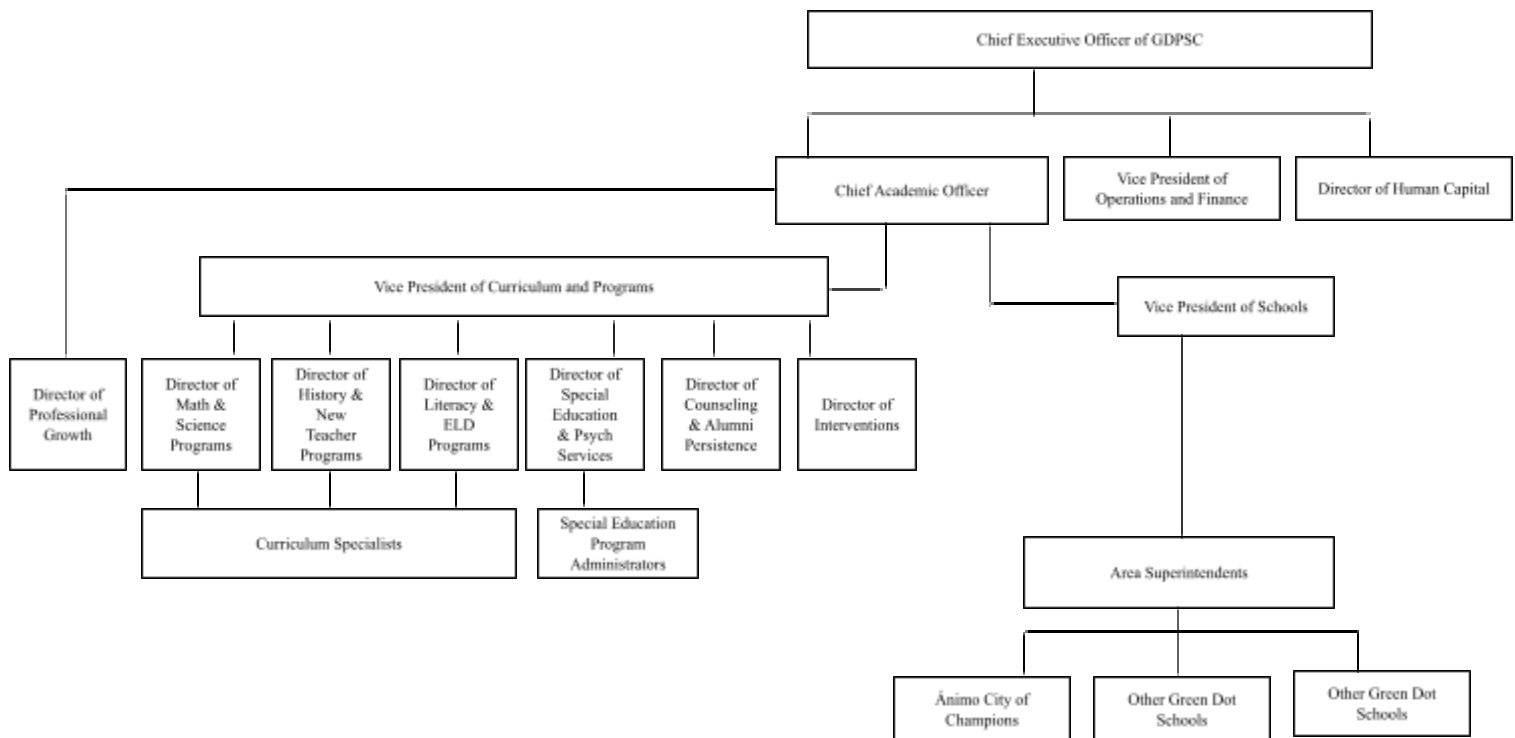 Chief Executive Officer of GDPSC
Chief Academic Officer
Vice President of
Operations and Finance
Director of Human Capital
Vice President of Curriculum and Programs
Vice President of Schools
Director of
Professional
Growth
Director of
Math &
Science
Programs
Director of
History &
New
Teacher
Programs
Director of
Literacy &
ELD
Programs
Director of
Special
Education
& Psych
Services
Director of
Counseling
& Alumni
Persistence
Director of
Interventions
Curriculum Specialists
Special Education
Program
Administrators
Area Superintendents
Ánimo City of
Champions
Other Green Dot
Schools
Other Green Dot
Schools